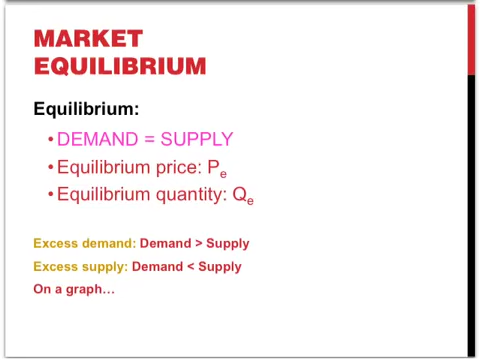 MARKET
EQUILIBRIUM
Equilibrium:
• DEMAND = SUPPLY
• Equilibrium price: Pe
• Equilibrium quantity: Qe
Excess demand: Demand > Supply
Excess supply: Demand < Supply
On a graph…